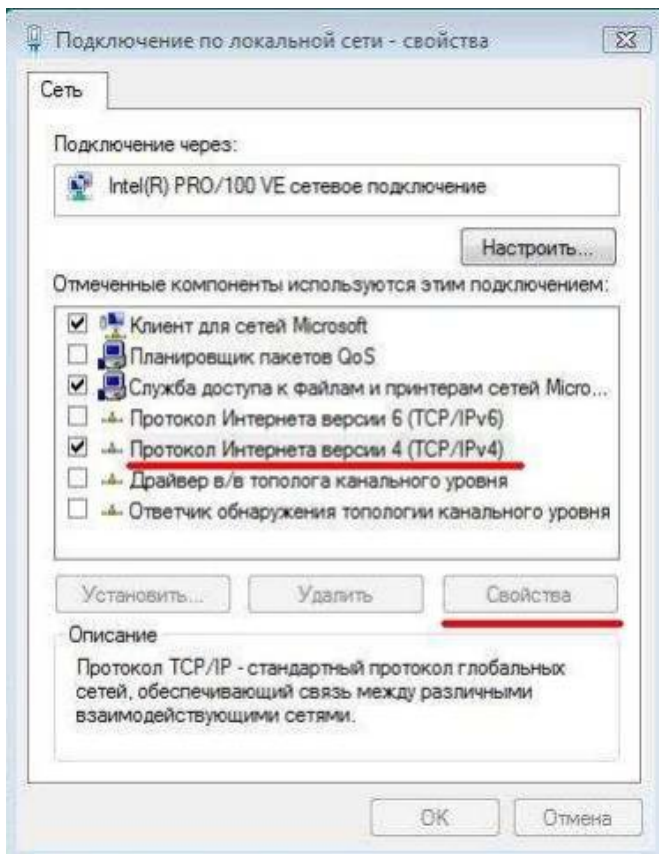 Подключение по локальной сети - свойства
Сеть
Подключение через:
Intel(R) PRO/100 VE сетевое подключение
Настроить...
Отмеченные компоненты используются этим подключением:
Клиент для сетей Microsoft
Планировщик пакетов QoS
Служба доступа к файлам и принтерам сетей Micro...
Протокол Интернета версии 6 (TCP/IPv6)
Протокол Интернета версии 4 (TCP/IPv4)
Драйвер в/в тополога канального уровня
Ответчик обнаружения топологии канального уровня
Установить...
Удалить
Свойства
Описание
Протокол TCP/IP - стандартный протокол глобальных
сетей, обеспечивающий связь между различными
взаимодействующими сетями.
OK
Отмена